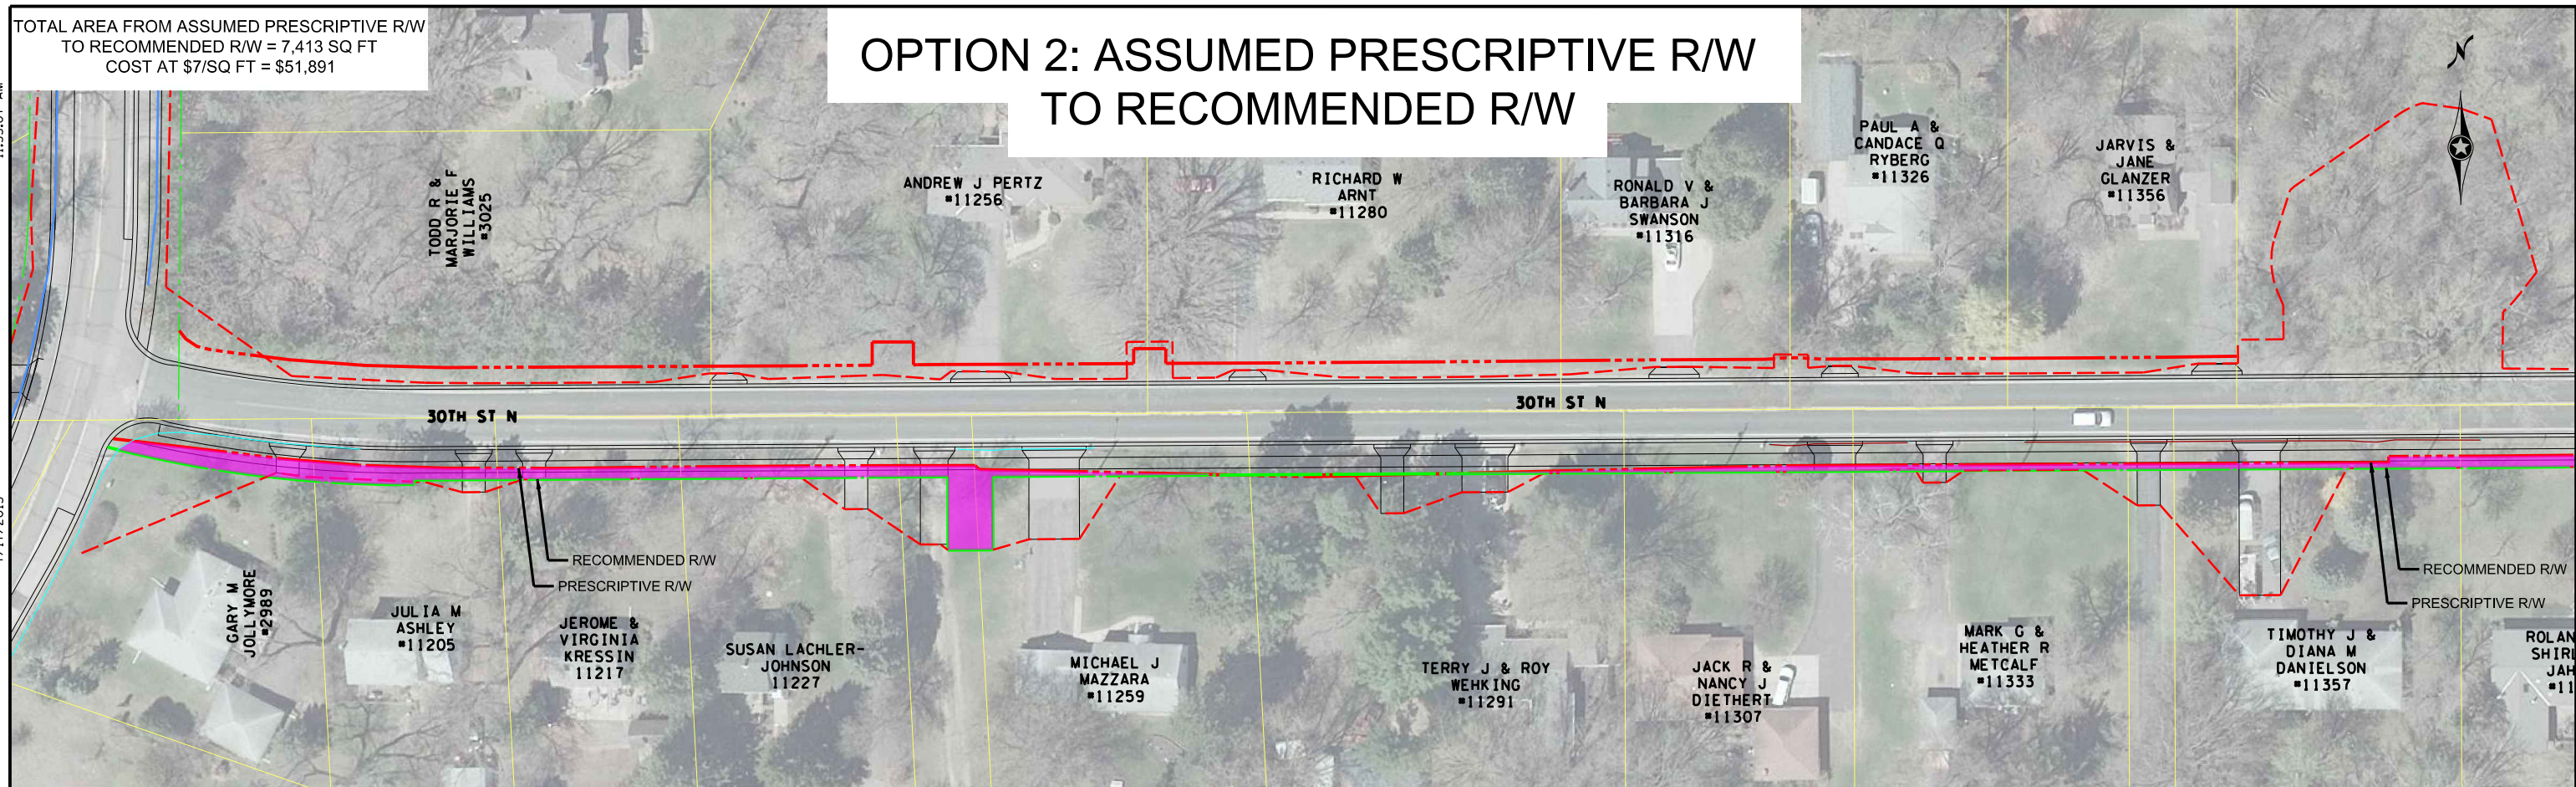 TOTAL AREA FROM ASSUMED PRESCRIPTIVE R/W
TO RECOMMENDED R/W = 7,413 SQ FT
COST AT $7/SQ FT = $51,891
OPTION 2: ASSUMED PRESCRIPTIVE R/W
TO RECOMMENDED R/W
N
TODD R &
MARJORIE F
WILLIAMS
#3025
ANDREW J PERTZ
#11256
RICHARD W
ARNT
#11280
RONALD V &
BARBARA J
SWANSON
#11316
PAUL A &
CANDACE Q
RYBERG
#11326
JARVIS &
JANE
GLANZER
#11356
30TH ST N
30TH ST N
RECOMMENDED R/W
PRESCRIPTIVE R/W
RECOMMENDED R/W
PRESCRIPTIVE R/W
GARY M
JOLLYMORE
#2989
JULIA M
ASHLEY
#11205
JEROME &
VIRGINIA
KRESSIN
11217
SUSAN LACHLER-
JOHNSON
11227
MICHAEL J
MAZZARA
#11259
TERRY J & ROY
WEHKING
#11291
JACK R &
NANCY J
DIETHERT
#11307
MARK G &
HEATHER R
METCALF
#11333
TIMOTHY J &
DIANA M
DANIELSON
#11357
ROLAN
SHIRL
JAH
#11